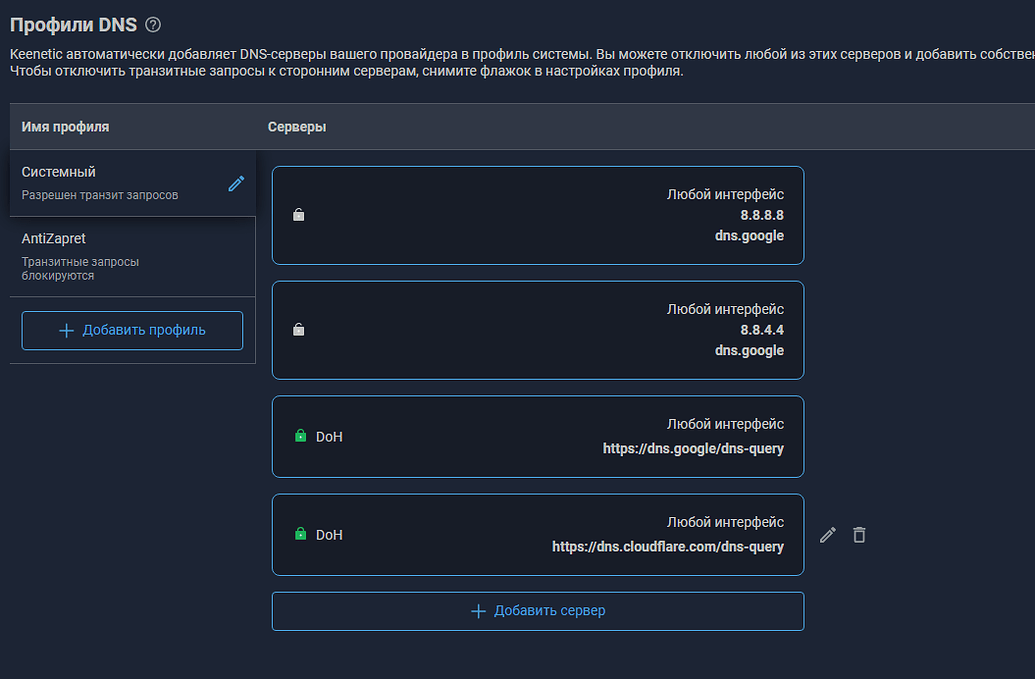 Профили DNS
Keenetic автоматически добавляет DNS-серверы вашего провайдера в профиль системы. Вы можете отключить любой из этих серверов и добавить
Чтобы отключить транзитные запросы к сторонним серверам, снимите флажок в настройках профиля.
Имя профиля
Серверы
Системный
Разрешен транзит запросов
AntiZapret
Транзитные запросы
блокируются
Добавить профиль
Любой интерфейс
8.8.8.8
dns.google
Любой интерфейс
8.8.4.4
dns.google
DoH
Любой интерфейс
https://dns.google/dns-query
DoH
Любой интерфейс
https://dns.cloudflare.com/dns-query
Добавить сервер